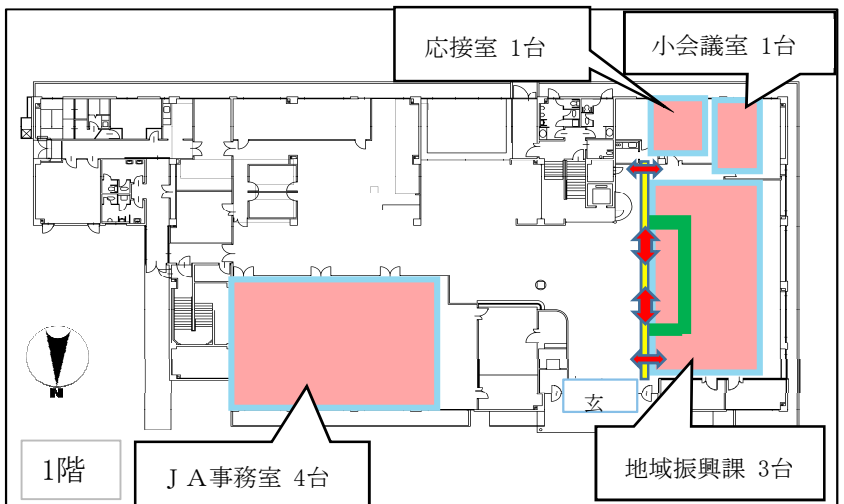 応接室 1台
小会議室 1台
N
玄
1階
ＪＡ事務室 4台
地域振興課 3台